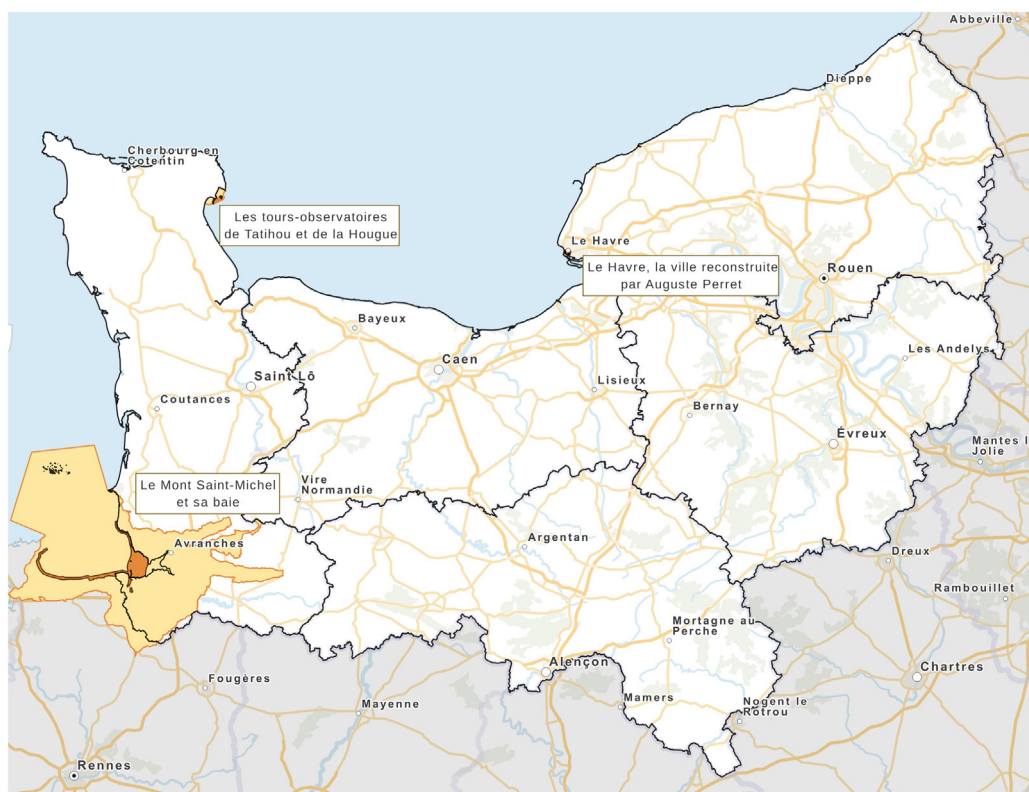 Abbeville
Dieppe
Cherbourg en
Cotentin
Les tours-observatoires
de Tatihou et de la Hougue
Le Havre
Le Havre, la ville reconstruite
par Auguste Perret
Rouen
Bayeux
Caen
Les Andelys
Saint Lô
Lisieux
Coutances
Bernay
Évreux
Mantes l
Jolie
Le Mont Saint-Michel
et sa baie
Vire
Normandie
Avranches
Argentan
Dreux
Rambouillet
Mortagne au
Perche
Alençon
Chartres
Fougères
Mayenne
Mamers
Nogent le
Rotrou
Rennes